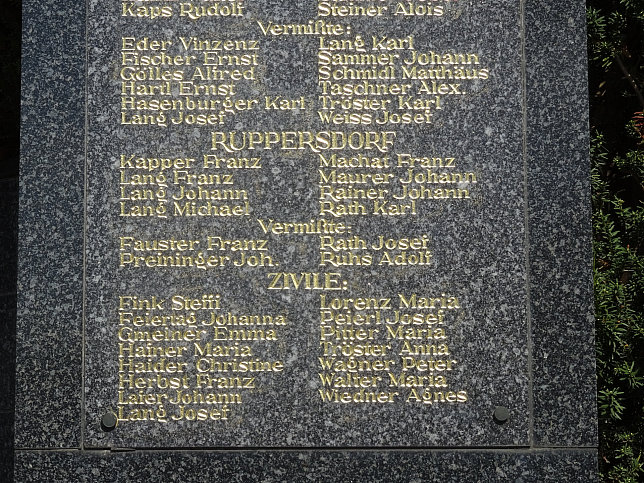 Kaps Rudolf Steiner Alois
Vermißte:
Eder Vinzenz Lang Karl
Fischer Ernst Sammer Johann
Gölles Alfred Schmidl Matthäus
Hartl Ernst Taschner Alex.
Hasenburger Karl Tröster Karl
Lang Josef Weiss Josef
RUPPERSDORF
Kapper Franz Machat Franz
Lang Franz Maurer Johann
Lang Johann Rainer Johann
Lang Michael Rath Karl
Vermißte:
Fauster Franz Rath Josef
Preininger Joh. Ruhs Adolf
ZIVILE:
Fink Steffi Lorenz Maria
Feiertag Johanna Peierl Josef
Gmeiner Emma Pitter Maria
Hafner Maria Tröster Anna
Haider Christine Wagner Peter
Herbst Franz Walter Maria
Lafer Johann Wiedner Agnes
Lang Josef